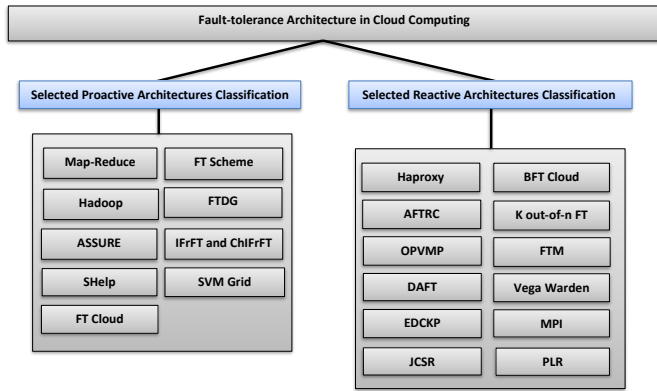 Fault-tolerance Architecture in Cloud Computing
Selected Proactive Architectures Classification
Selected Reactive Architectures Classification
Map-Reduce
FT Scheme
Hadoop
FTDG
ASSURE
IFrFT and ChIFrFT
SHelp
SVM Grid
FT Cloud
Haproxy
BFT Cloud
AFTRC
K out-of-n FT
OPVMP
FTM
DAFT
Vega Warden
EDCKP
MPI
JCSR
PLR